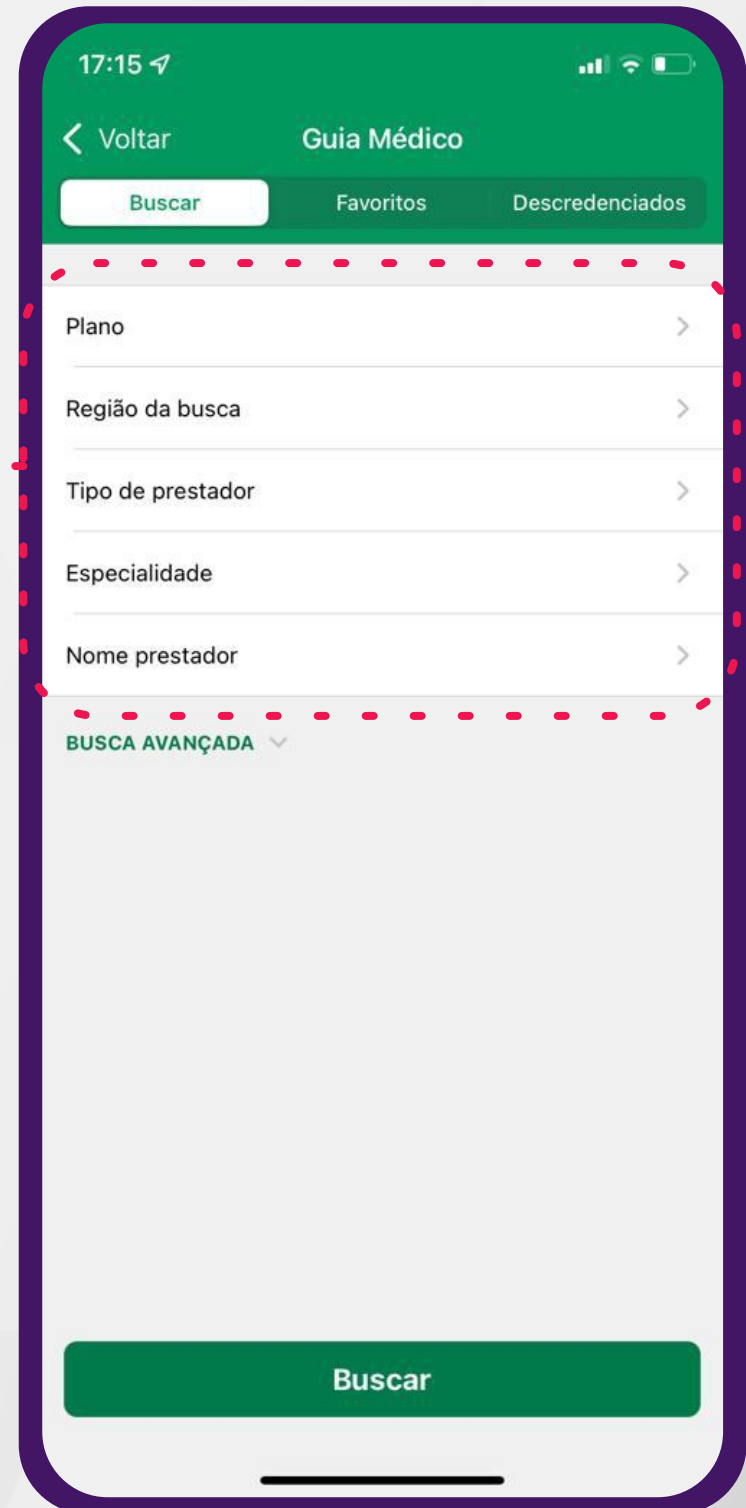 17:15
Voltar
Guia Médico
Buscar
Favoritos
Descredenciados
Plano
Região da busca
Tipo de prestador
Especialidade
Nome prestador
BUSCA AVANÇADA
Buscar